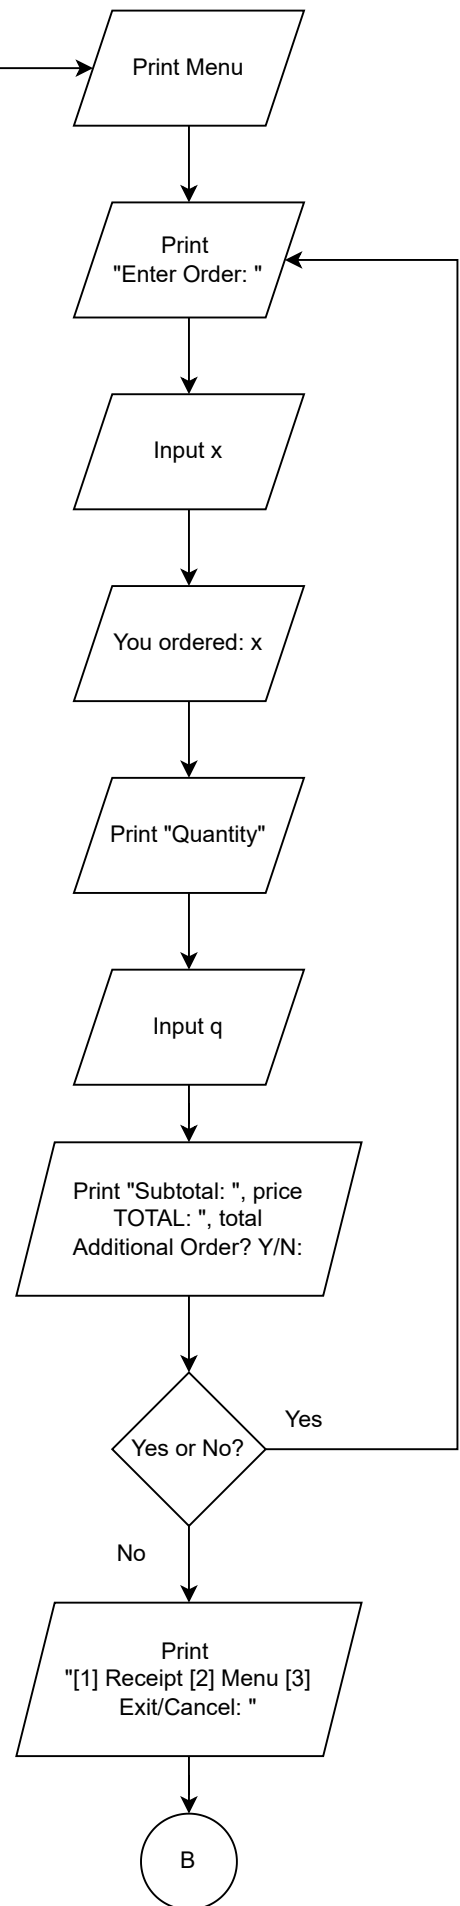 Print Menu
Print
"Enter Order: "
Input x
You ordered: x
Print "Quantity"
Input q
Print "Subtotal: ", price
TOTAL: ", total
Additional Order? Y/N:
Yes or No?
Yes
No
Print
"[1] Receipt [2] Menu [3]
Exit/Cancel: "
B